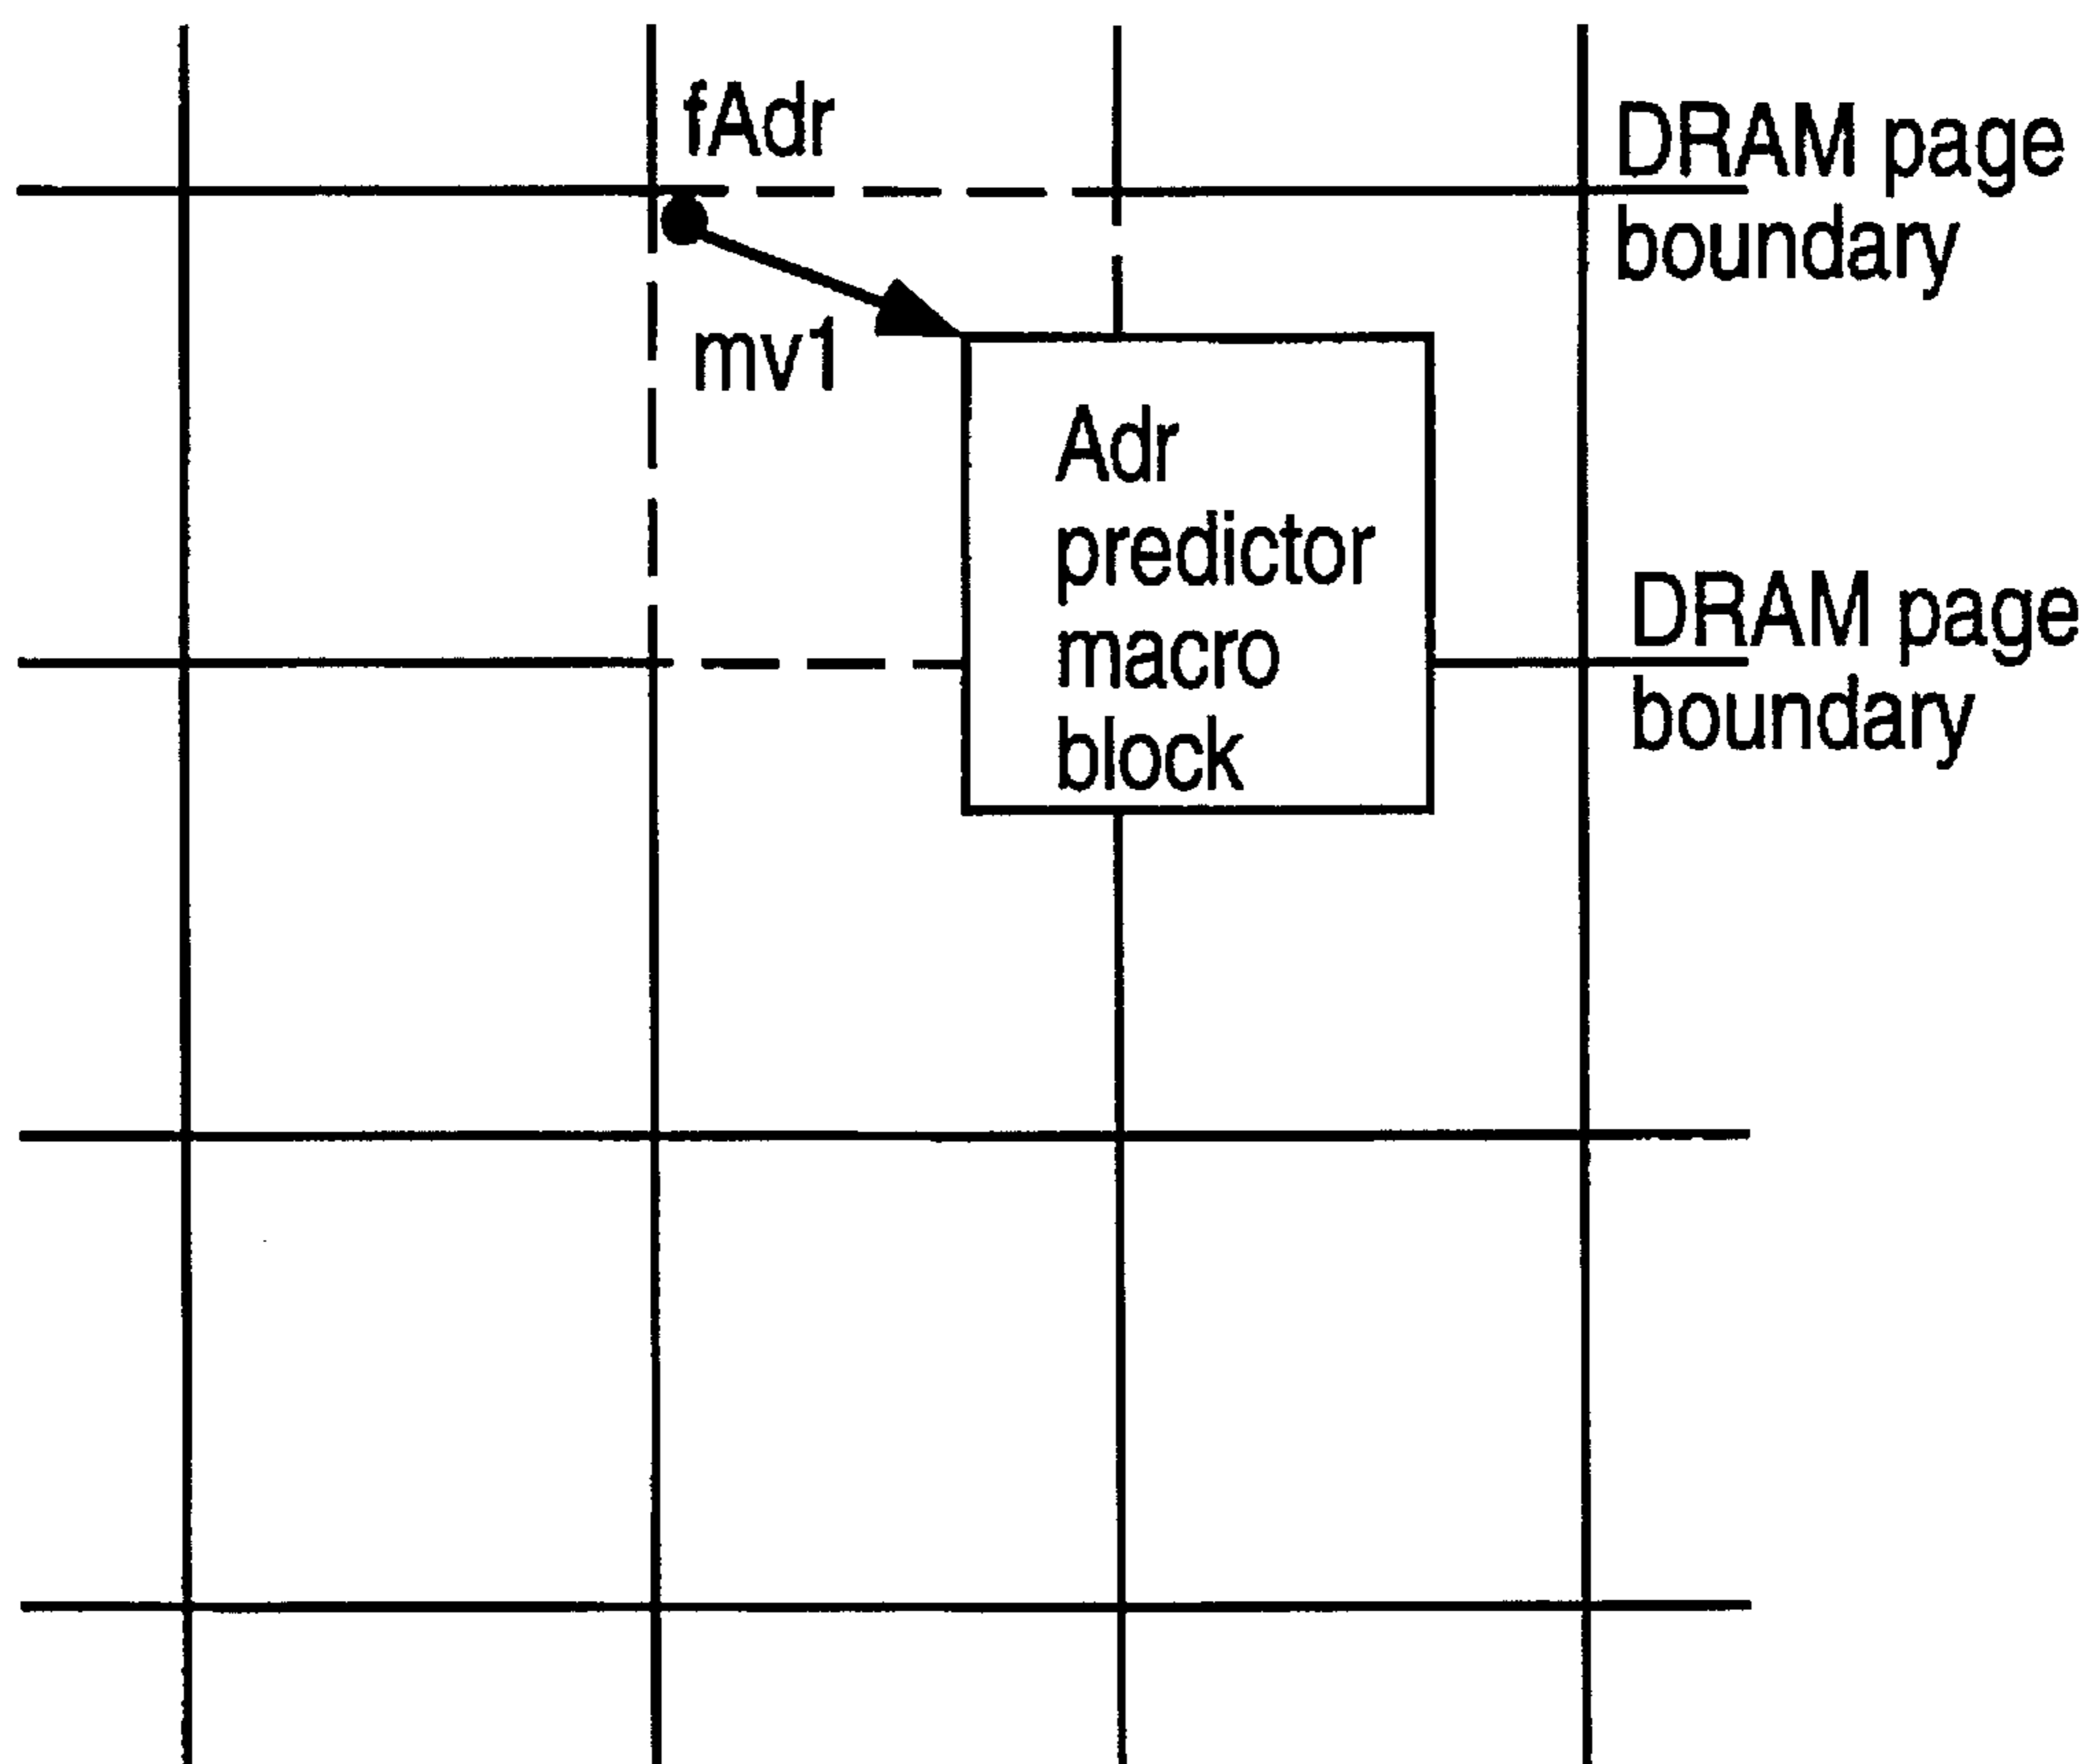 fAdr
DRAM page
boundary
mv1
Adr
predictor
macro
block
DRAM page
boundary